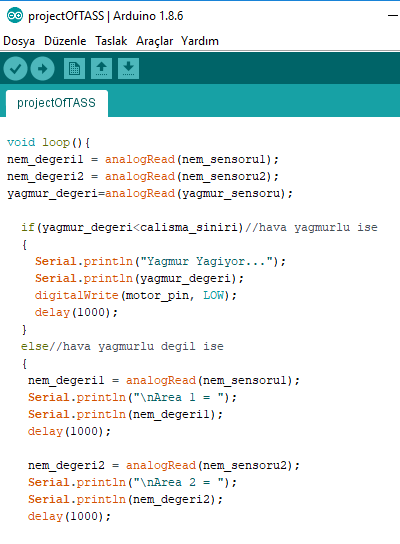 projectOfTASS | Arduino 1.8.6
Dosya Düzenle Taslak Araçlar Yardım
projectOfTASS
void loop(){
nem_degeri1 = analogRead(nem_sensoru1);
nem_degeri2 = analogRead(nem_sensoru2);
yagmur_degeri=analogRead(yagmur_sensoru);
if(yagmur_degeri<calisma_siniri)//hava yagmurlu ise
{
Serial.println("Yagmur Yagiyor...");
Serial.println(yagmur_degeri);
digitalWrite(motor_pin, LOW);
delay(1000);
}
else//hava yagmurlu degil ise
{
nem_degeri1 = analogRead(nem_sensoru1);
Serial.println("\nArea 1 = ");
Serial.println(nem_degeri1);
delay(1000);
nem_degeri2 = analogRead(nem_sensoru2);
Serial.println("\nArea 2 = ");
Serial.println(nem_degeri2);
delay(1000);